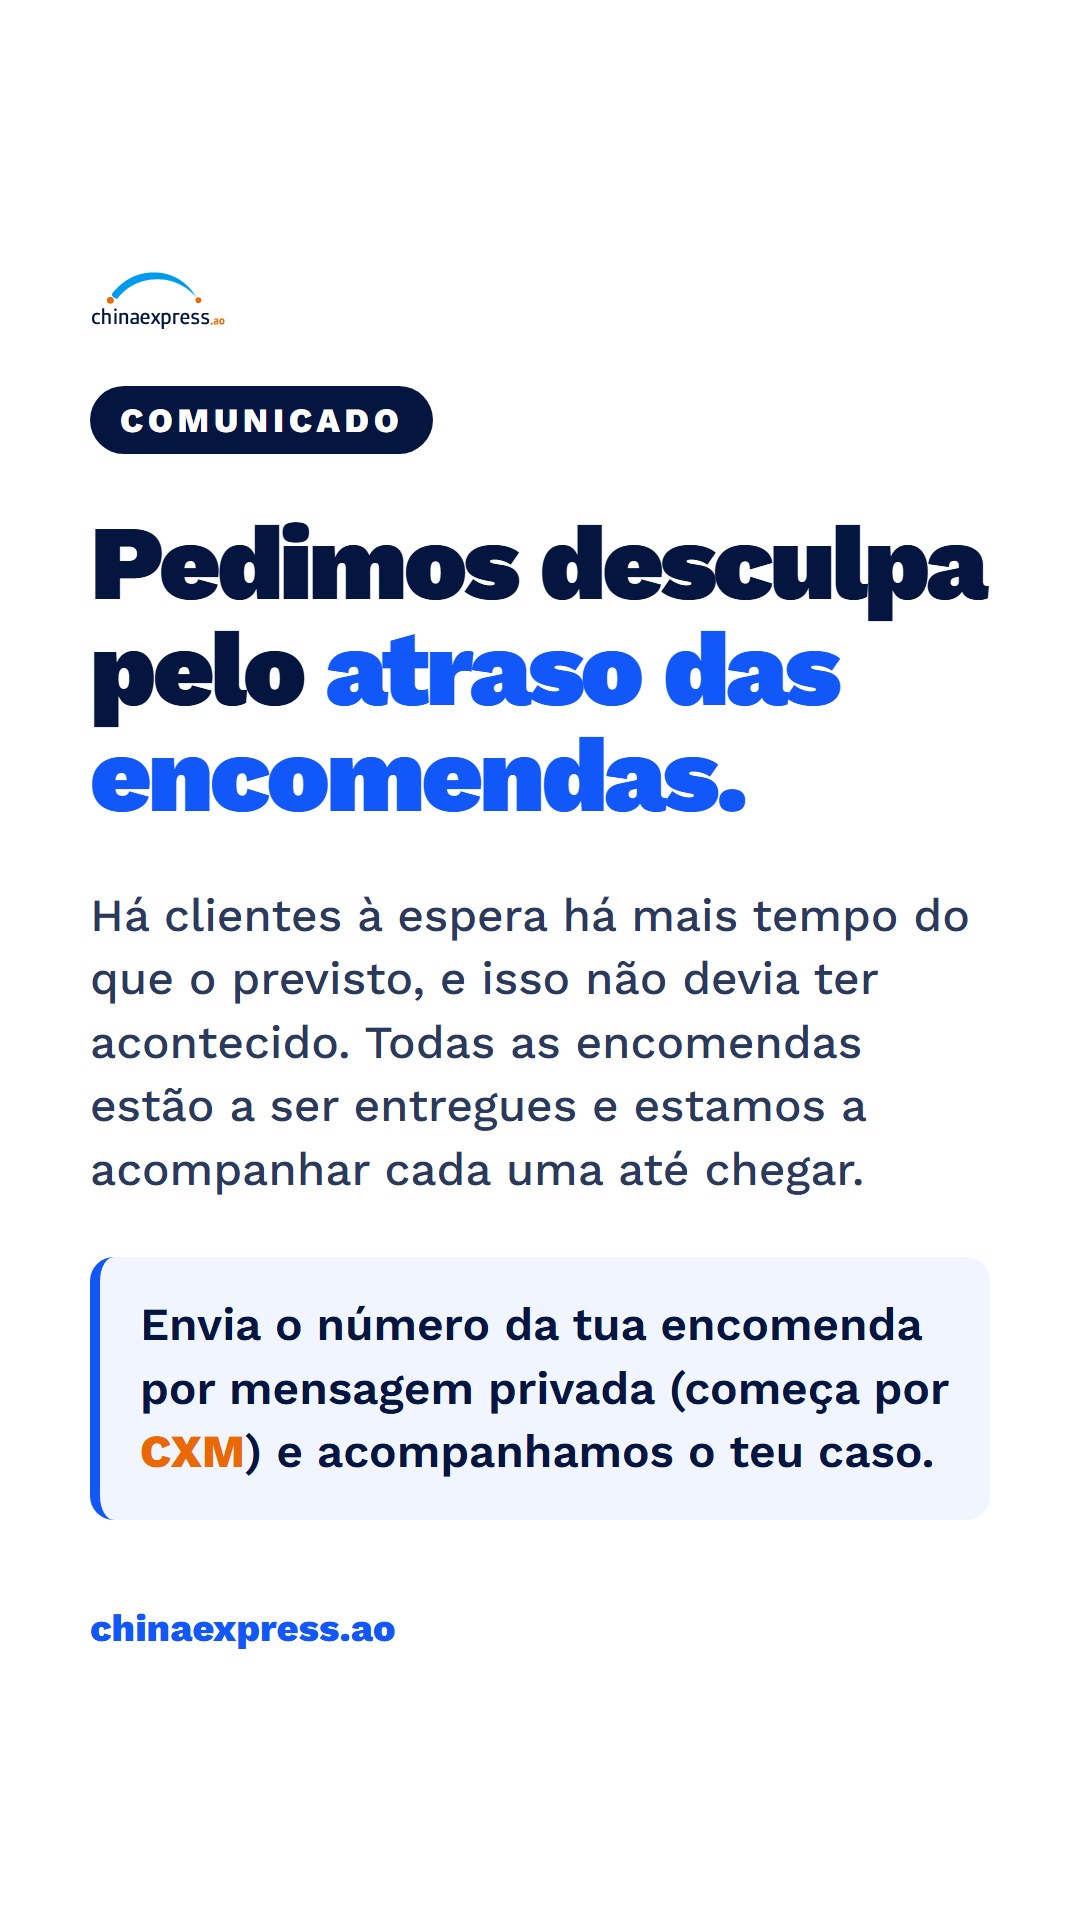 chinaexpress.ao
COMUNICADO
Pedimos desculpa
pelo atraso das
encomendas.
Há clientes à espera há mais tempo do
que o previsto, e isso não devia ter
acontecido. Todas as encomendas
estão a ser entregues e estamos a
acompanhar cada uma até chegar.
Envia o número da tua encomenda
por mensagem privada (começa por
CXM) e acompanhamos o teu caso.
chinaexpress.ao